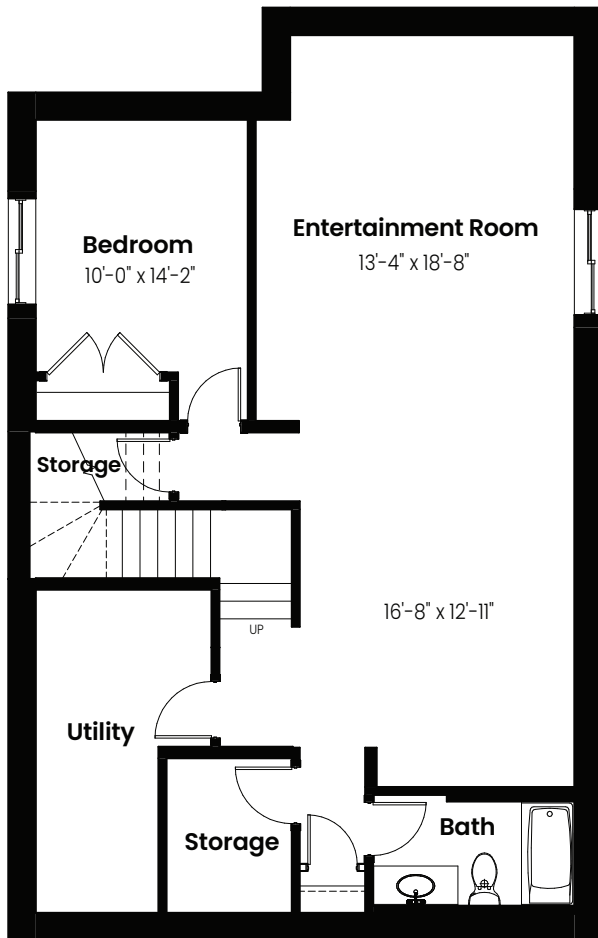 Entertainment Room
13'-4" x 18'-8"
Bedroom
10'-0" x 14'-2"
Storage
16'-8" x 12'-11"
UP
Utility
Bath
Storage